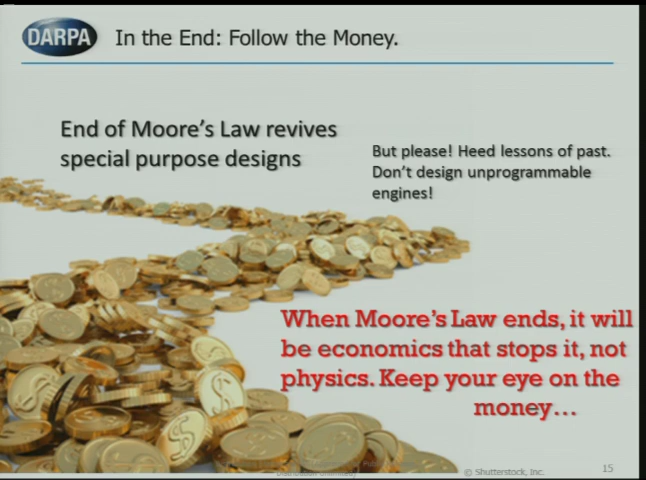 DARPA
In the End: Follow the Money.
End of Moore's Law revives
special purpose designs
But please! Heed lessons of past.
Don't design unprogrammable
engines!
When Moore's Law ends, it will
be economics that stops it, not
physics. Keep your eye on the
money...
Distribution Unlimited)
© Shutterstock, Inc.
15